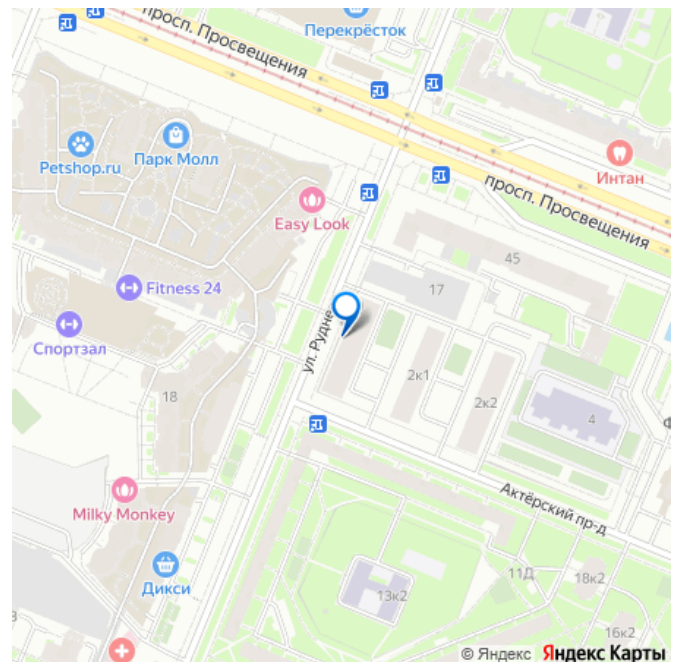 просп. Просвещения
Перекрёсток
Парк Молл
Petshop.ru
Интан
просп. Просвещения
Easy Look
45
17
Fitness 24
ул. Рудне
Спортзал
2к1
18
2к2
4
Milky Monkey
Актёрский пр-д
Дикси
11Д
18к2
13к2
16к2
© Яндекс Яндекс Карты